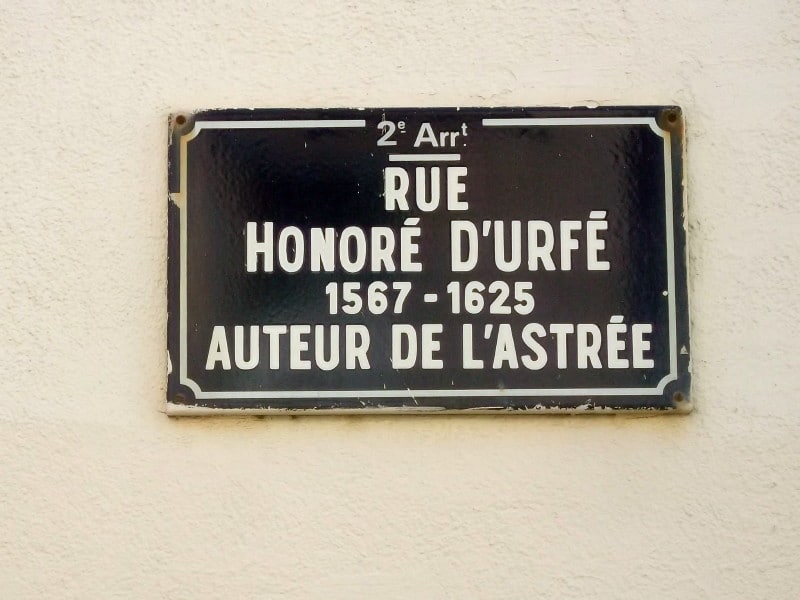 2e Arrt.
RUE
HONORÉ D'URFÉ
1567 - 1625
AUTEUR DE L'ASTRÉE